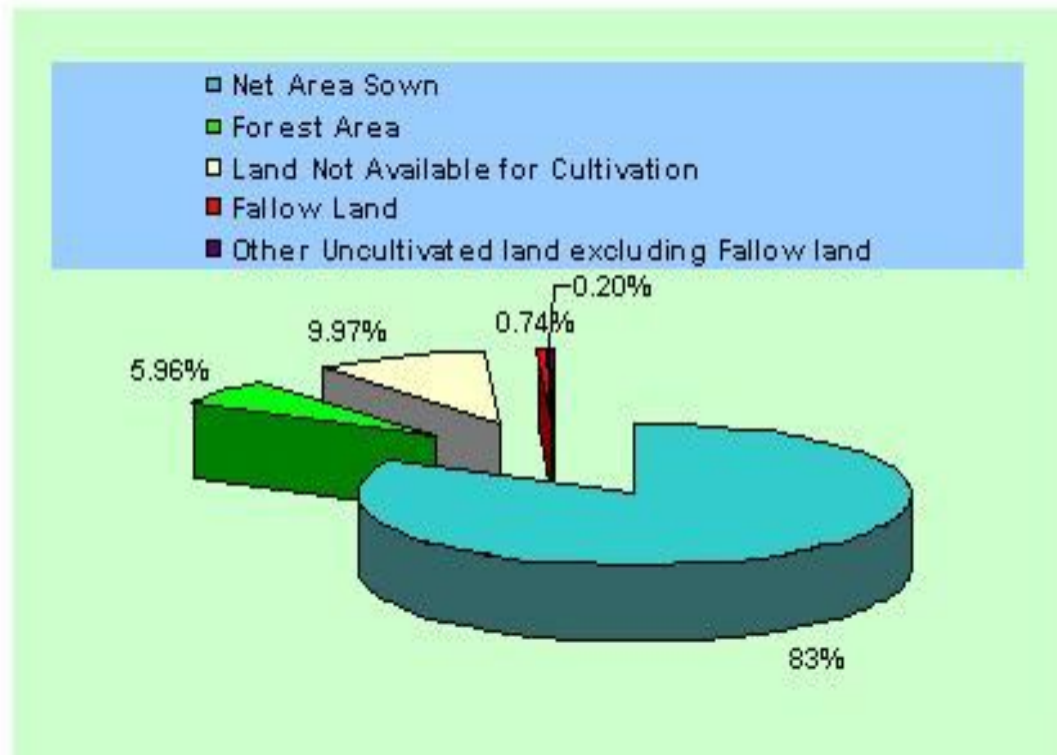 Net Area Sown
Forest Area
Land Not Available for Cultivation
Fallow Land
Other Uncultivated land excluding Fallow land
0.20%
0.74%
9.97%
5.96%
83%